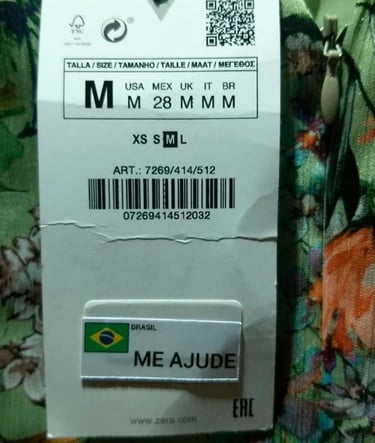 FSC
TALLA / SIZE / TAMANHO / TAILLE / MAAT / ΜΕΓΕΘΟΣ
M
USA MEX UK IT BR
M 28 M M M
XS S M L
ART.: 7269/414/512
07269414512032
BRASIL
ME AJUDE
www.zara.com
EAC